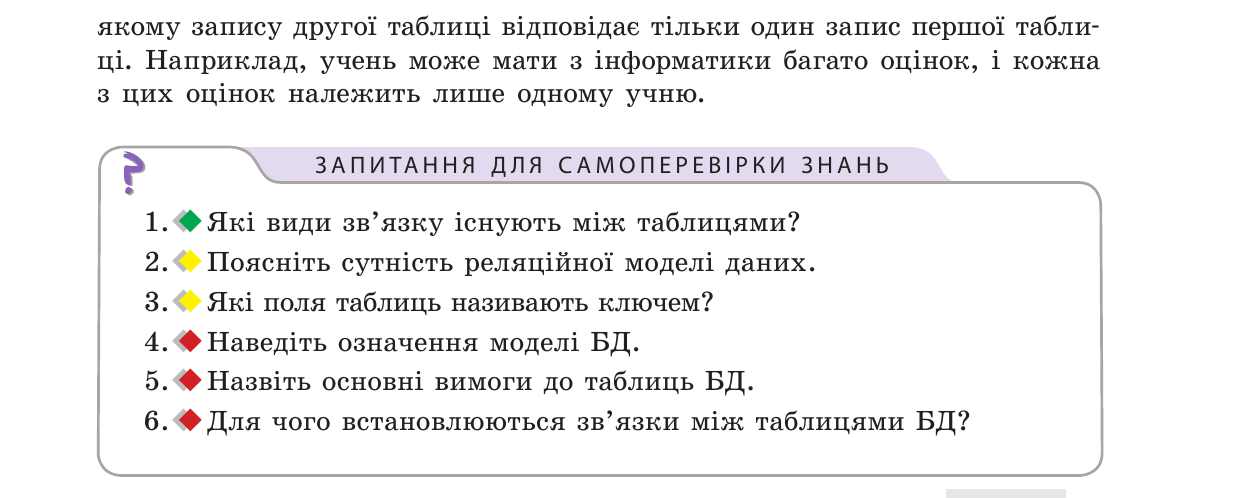 якому запису другої таблиці відповідає тільки один запис першої табли-
ці. Наприклад, учень може мати з інформатики багато оцінок, і кожна
з цих оцінок належить лише одному учню.
?
ЗАПИТАННЯ ДЛЯ САМОПЕРЕВІРКИ ЗНАНЬ
1. Які види зв’язку існують між таблицями?
2. Поясніть сутність реляційної моделі даних.
3. Які поля таблиць називають ключем?
4. Наведіть означення моделі БД.
5. Назвіть основні вимоги до таблиць БД.
6. Для чого встановлюються зв’язки між таблицями БД?